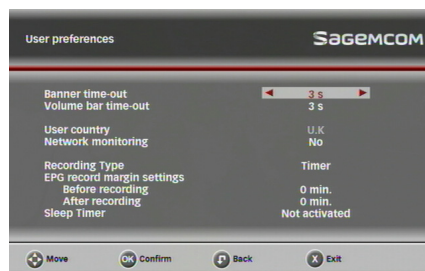 User preferences SAGEMCOM
Banner time-out 3 s
Volume bar time-out 3 s
User country U.K
Network monitoring No
Recording Type Timer
EPG record margin settings
Before recording 0 min.
After recording 0 min.
Sleep Timer Not activated
Move OK Confirm Back X Exit